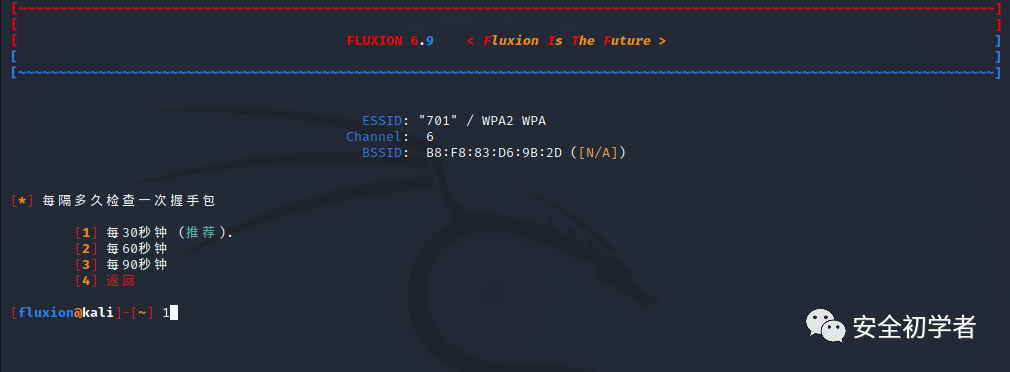 FLUXION 6.9 < Fluxion Is The Future >
ESSID: "701" / WPA2 WPA
Channel: 6
BSSID: B8:F8:83:D6:9B:2D ([N/A])
[*] 每隔多久检查一次握手包
[1] 每30秒钟 (推荐).
[2] 每60秒钟
[3] 每90秒钟
[4] 返回
[fluxion@kali]-[~] 1
安全初学者